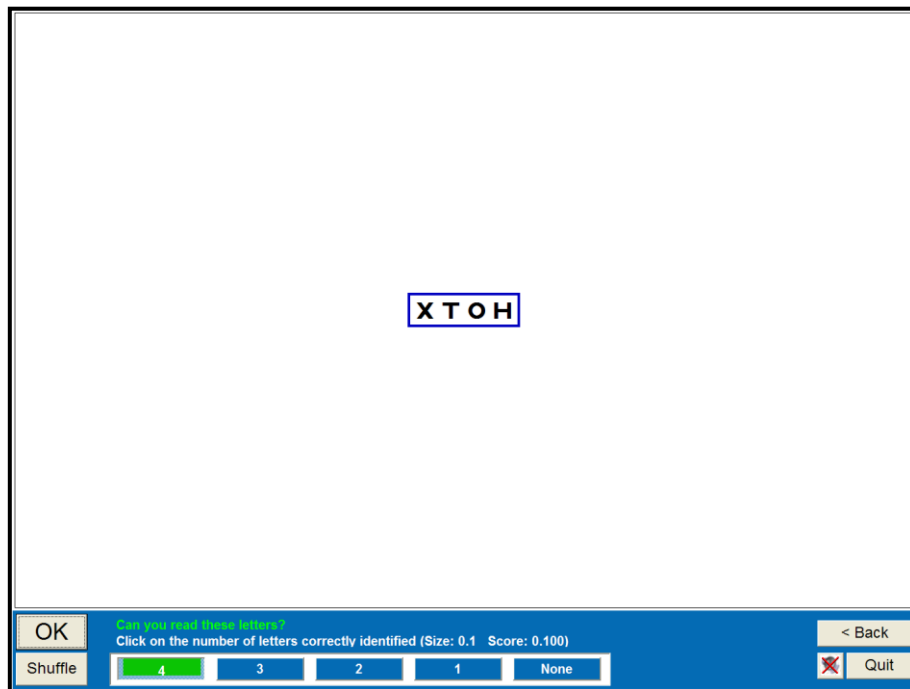 X T O H
OK
Can you read these letters?
Click on the number of letters correctly identified (Size: 0.1 Score: 0.100)
< Back
Shuffle
4 3 2 1 None
Quit